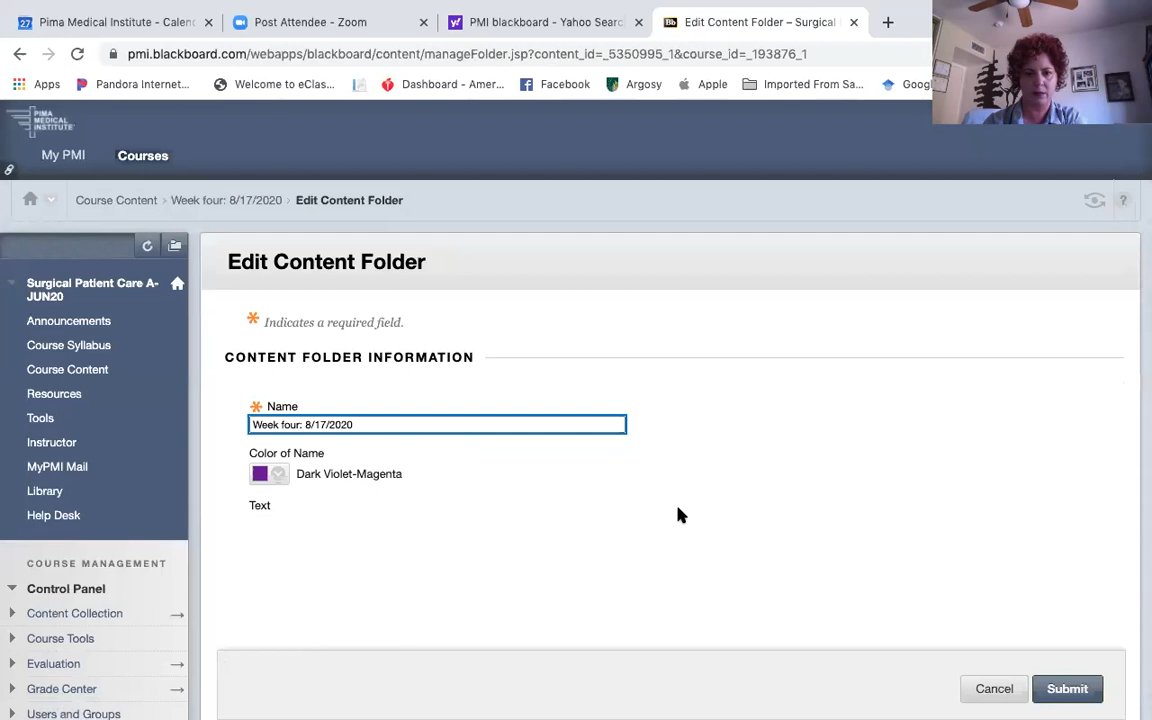 27 Pima Medical Institute - Calend
Post Attendee - Zoom
PMI blackboard - Yahoo Searc
Bb Edit Content Folder – Surgical
pmi.blackboard.com/webapps/blackboard/content/manageFolder.jsp?content_id=_5350995_1&course_id=_193876_1
Apps
Pandora Internet...
Welcome to eClas...
Dashboard - Amer...
Facebook
Argosy
Apple
Imported From Sa...
Goog
PIMA
MEDICAL
INSTITUTE
My PMI
Courses
Course Content > Week four: 8/17/2020 > Edit Content Folder
?
Surgical Patient Care A-
JUN20
Announcements
Course Syllabus
Course Content
Resources
Tools
Instructor
MyPMI Mail
Library
Help Desk
COURSE MANAGEMENT
Control Panel
Content Collection
Course Tools
Evaluation
Grade Center
Users and Groups
Edit Content Folder
* Indicates a required field.
CONTENT FOLDER INFORMATION
* Name
Week four: 8/17/2020
Color of Name
Dark Violet-Magenta
Text
Cancel
Submit